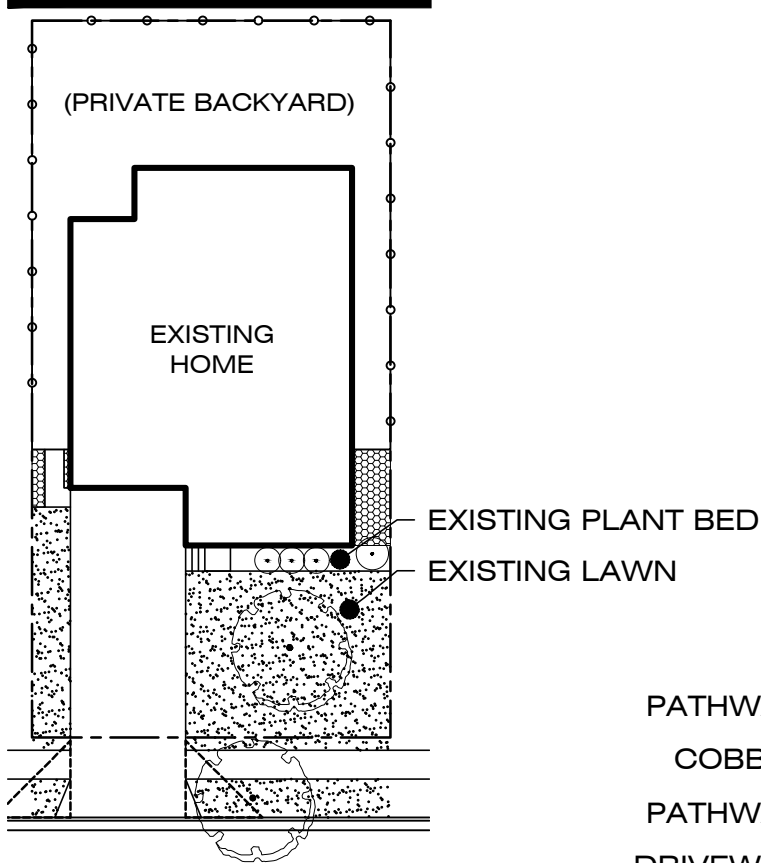 (PRIVATE BACKYARD)
EXISTING
HOME
EXISTING PLANT BED
EXISTING LAWN